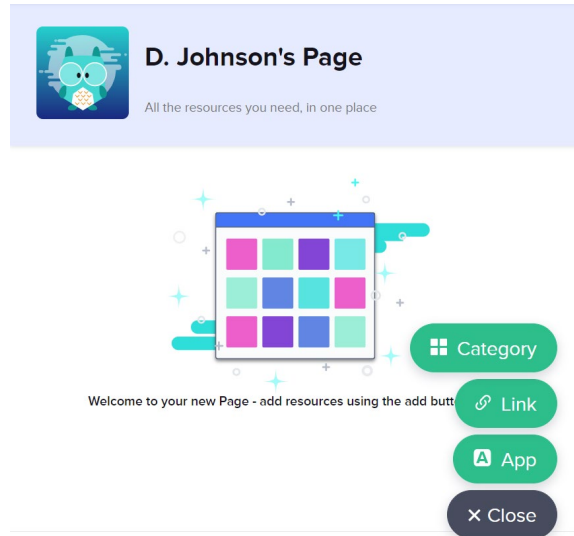 D. Johnson's Page
All the resources you need, in one place
Category
Welcome to your new Page - add resources using the add butt
Link
A App
× Close